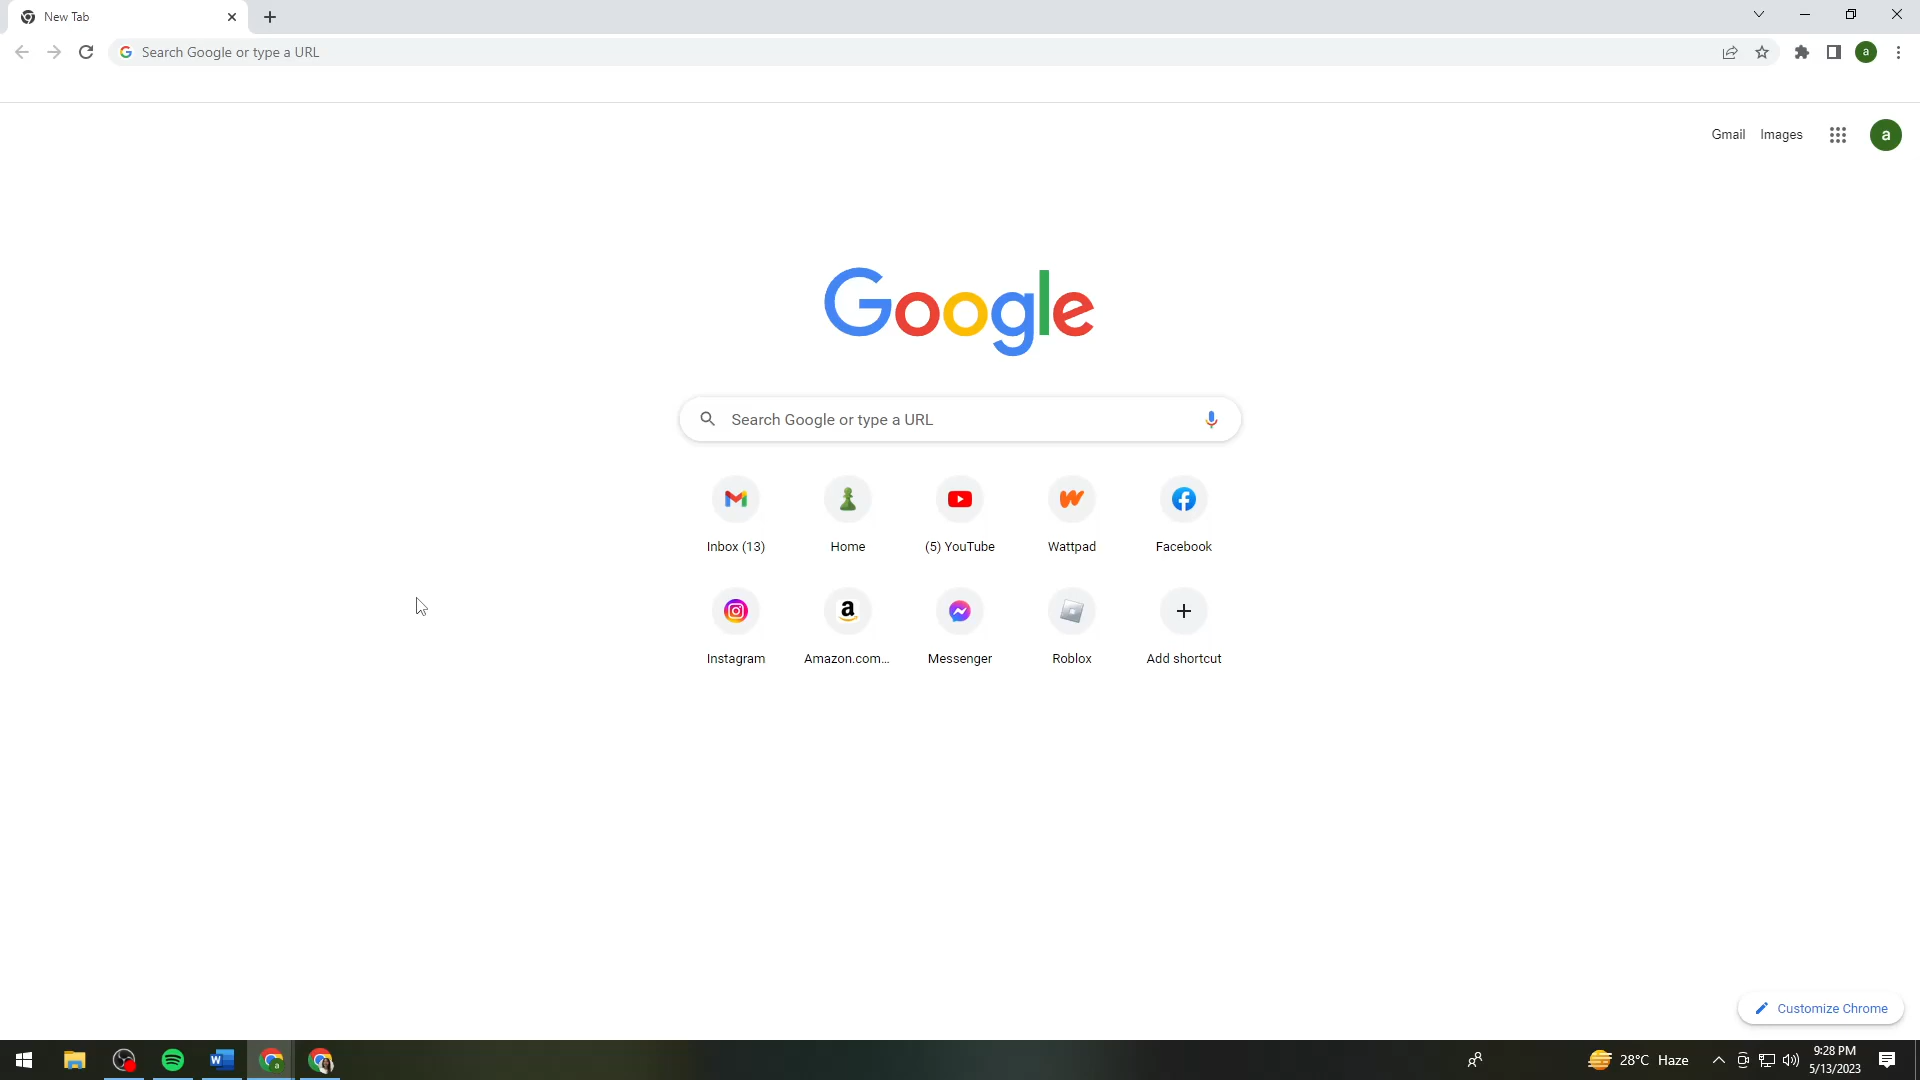 New Tab
Search Google or type a URL
a
Gmail Images a
Google
Search Google or type a URL
Inbox (13) Home (5) YouTube Wattpad Facebook
Instagram Amazon.com... Messenger Roblox Add shortcut
Customize Chrome
28°C Haze
9:28 PM
5/13/2023